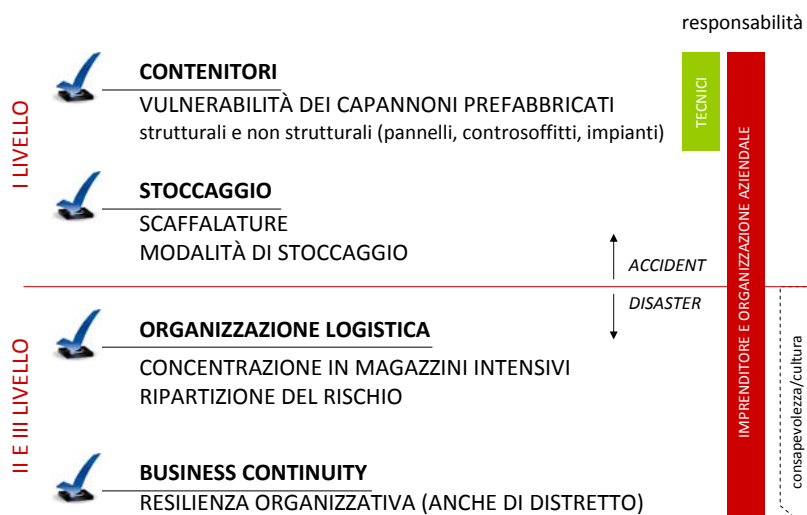 responsabilità
I LIVELLO
CONTENITORI
VULNERABILITÀ DEI CAPANNONI PREFABBRICATI
strutturali e non strutturali (pannelli, controsoffitti, impianti)
TECNICI
IMPRENDITORE E ORGANIZZAZIONE AZIENDALE
STOCCAGGIO
SCAFFALATURE
MODALITÀ DI STOCCAGGIO
ACCIDENT
DISASTER
II E III LIVELLO
ORGANIZZAZIONE LOGISTICA
CONCENTRAZIONE IN MAGAZZINI INTENSIVI
RIPARTIZIONE DEL RISCHIO
consapevolezza/cultura
BUSINESS CONTINUITY
RESILIENZA ORGANIZZATIVA (ANCHE DI DISTRETTO)